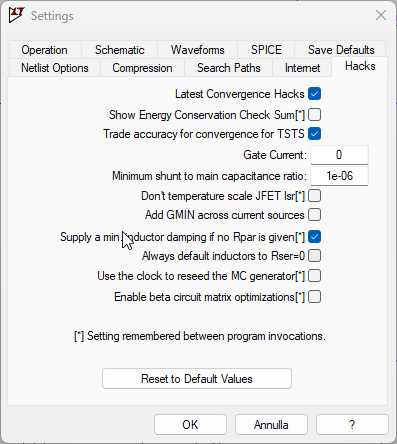 Settings
Operation Schematic Waveforms SPICE Save Defaults
Netlist Options Compression Search Paths Internet Hacks
Latest Convergence Hacks
Show Energy Conservation Check Sum[*]
Trade accuracy for convergence for TSTS
Gate Current: 0
Minimum shunt to main capacitance ratio: 1e-06
Don't temperature scale JFET Isr[*]
Add GMIN across current sources
Supply a min. inductor damping if no Rpar is given[*]
Always default inductors to Rser=0
Use the clock to reseed the MC generator[*]
Enable beta circuit matrix optimizations[*]
[*] Setting remembered between program invocations.
Reset to Default Values
OK Annulla ?